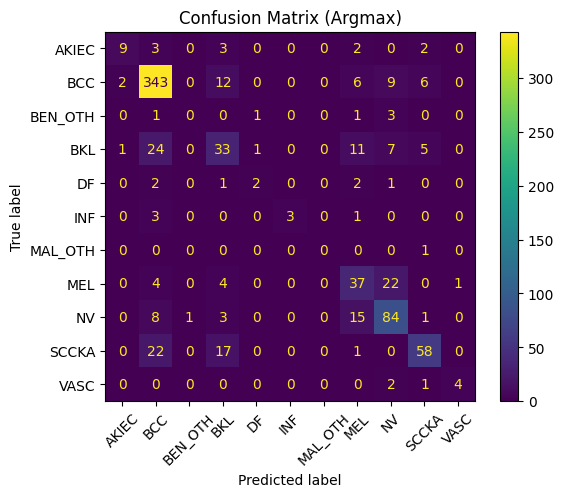 Confusion Matrix (Argmax)
AKIEC 9 3 0 3 0 0 0 2 0 2 0
BCC 2 343 0 12 0 0 0 6 9 6 0
BEN_OTH 0 1 0 0 1 0 0 1 3 0 0
BKL 1 24 0 33 1 0 0 11 7 5 0
DF 0 2 0 1 2 0 0 2 1 0 0
INF 0 3 0 0 0 3 0 1 0 0 0
MAL_OTH 0 0 0 0 0 0 0 0 0 1 0
MEL 0 4 0 4 0 0 0 37 22 0 1
NV 0 8 1 3 0 0 0 15 84 1 0
SCCKA 0 22 0 17 0 0 0 1 0 58 0
VASC 0 0 0 0 0 0 0 0 2 1 4
AKIEC BCC BEN_OTH BKL DF INF MAL_OTH MEL NV SCCKA VASC
Predicted label
True label
300
250
200
150
100
50
0